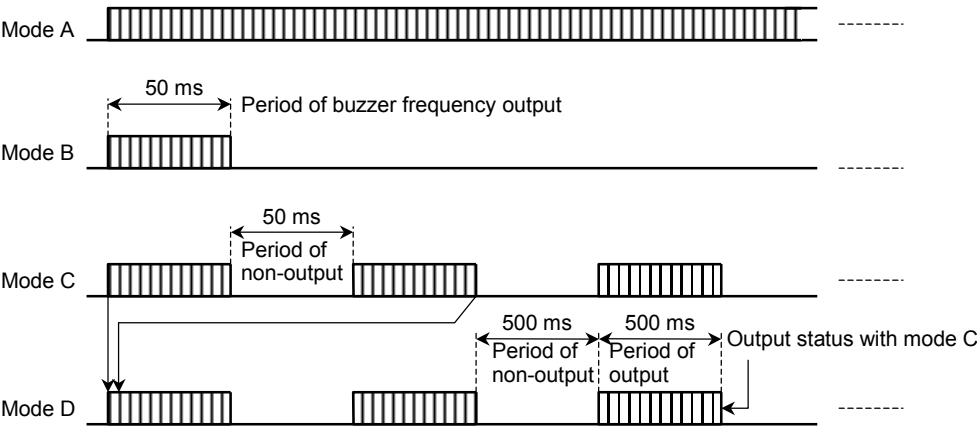 Mode A
50 ms
Period of buzzer frequency output
Mode B
50 ms
Period of
non-output
Mode C
500 ms
500 ms
Output status with mode C
Period of
non-output
Period of
output
Mode D